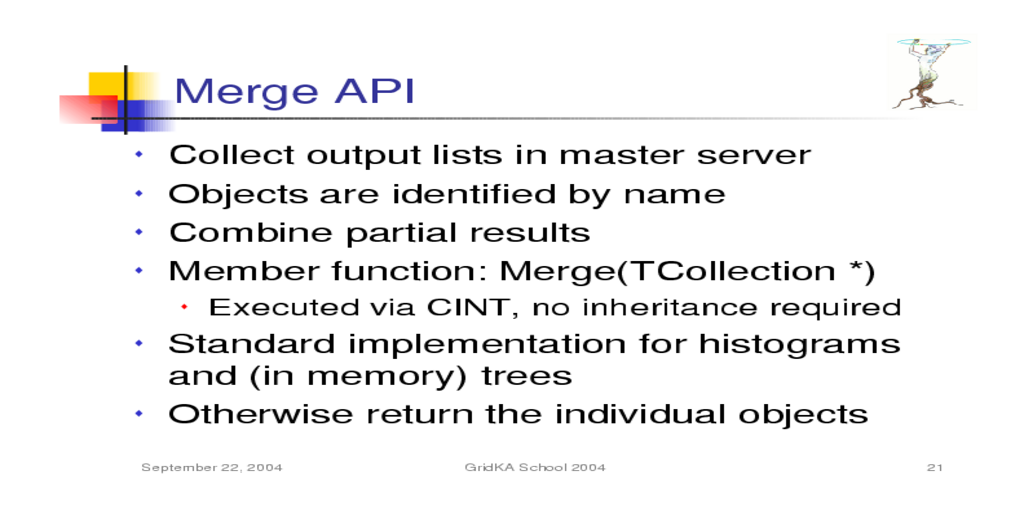 Merge API
Collect output lists in master server
Objects are identified by name
Combine partial results
Member function: Merge(TCollection *)
Executed via CINT, no inheritance required
Standard implementation for histograms
and (in memory) trees
Otherwise return the individual objects
September 22, 2004 GridKA School 2004 21